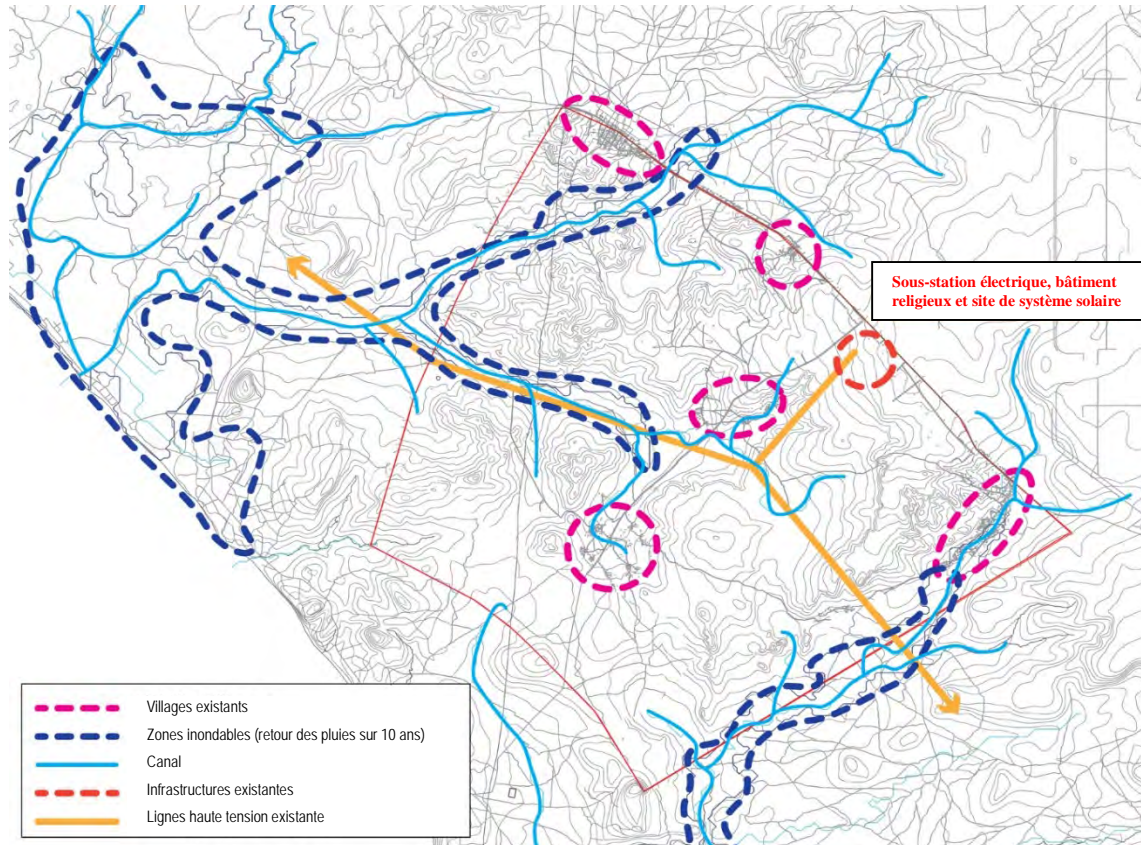 Sous-station électrique, bâtiment
religieux et site de système solaire
Villages existants
Zones inondables (retour des pluies sur 10 ans)
Canal
Infrastructures existantes
Lignes haute tension existante